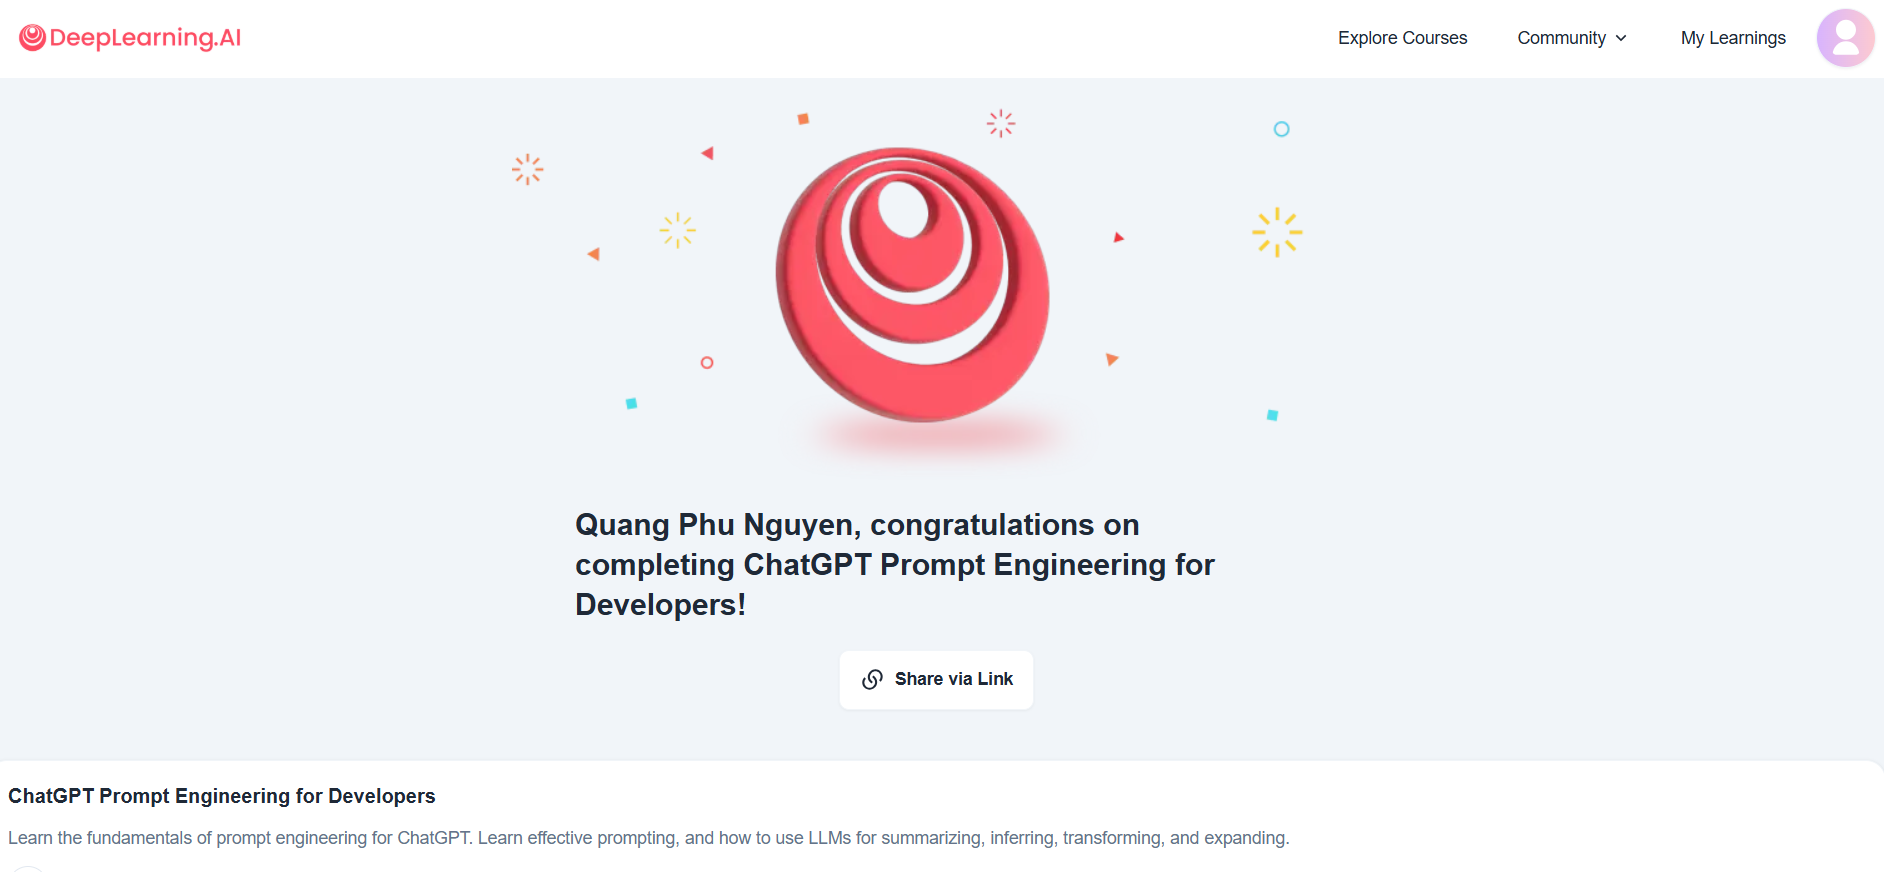 DeepLearning.AI
Explore Courses
Community
My Learnings
Quang Phu Nguyen, congratulations on
completing ChatGPT Prompt Engineering for
Developers!
Share via Link
ChatGPT Prompt Engineering for Developers
Learn the fundamentals of prompt engineering for ChatGPT. Learn effective prompting, and how to use LLMs for summarizing, inferring, transforming, and expanding.